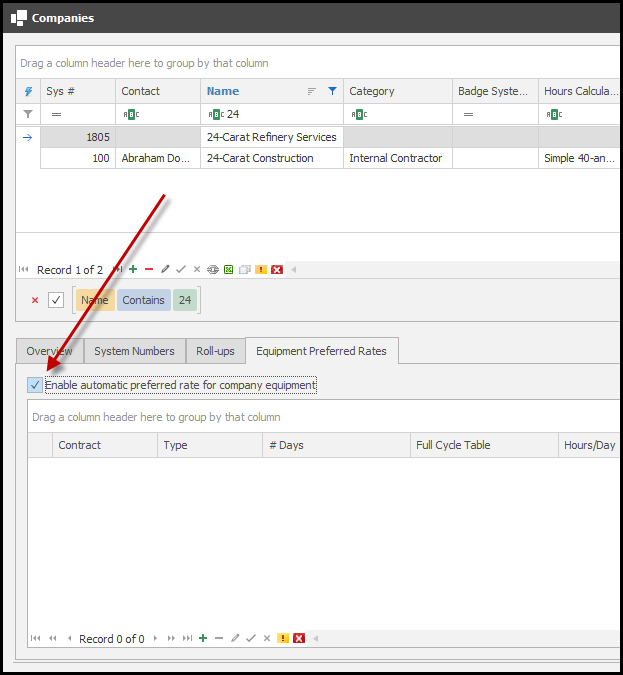 Companies
Drag a column header here to group by that column
Sys # Contact Name Category Badge Syste... Hours Calcula...
= ABC ABC 24 ABC = ABC
1805 24-Carat Refinery Services
100 Abraham Do... 24-Carat Construction Internal Contractor Simple 40-an...
Record 1 of 2
Name Contains 24
Overview System Numbers Roll-ups Equipment Preferred Rates
Enable automatic preferred rate for company equipment
Drag a column header here to group by that column
Contract Type # Days Full Cycle Table Hours/Day
Record 0 of 0